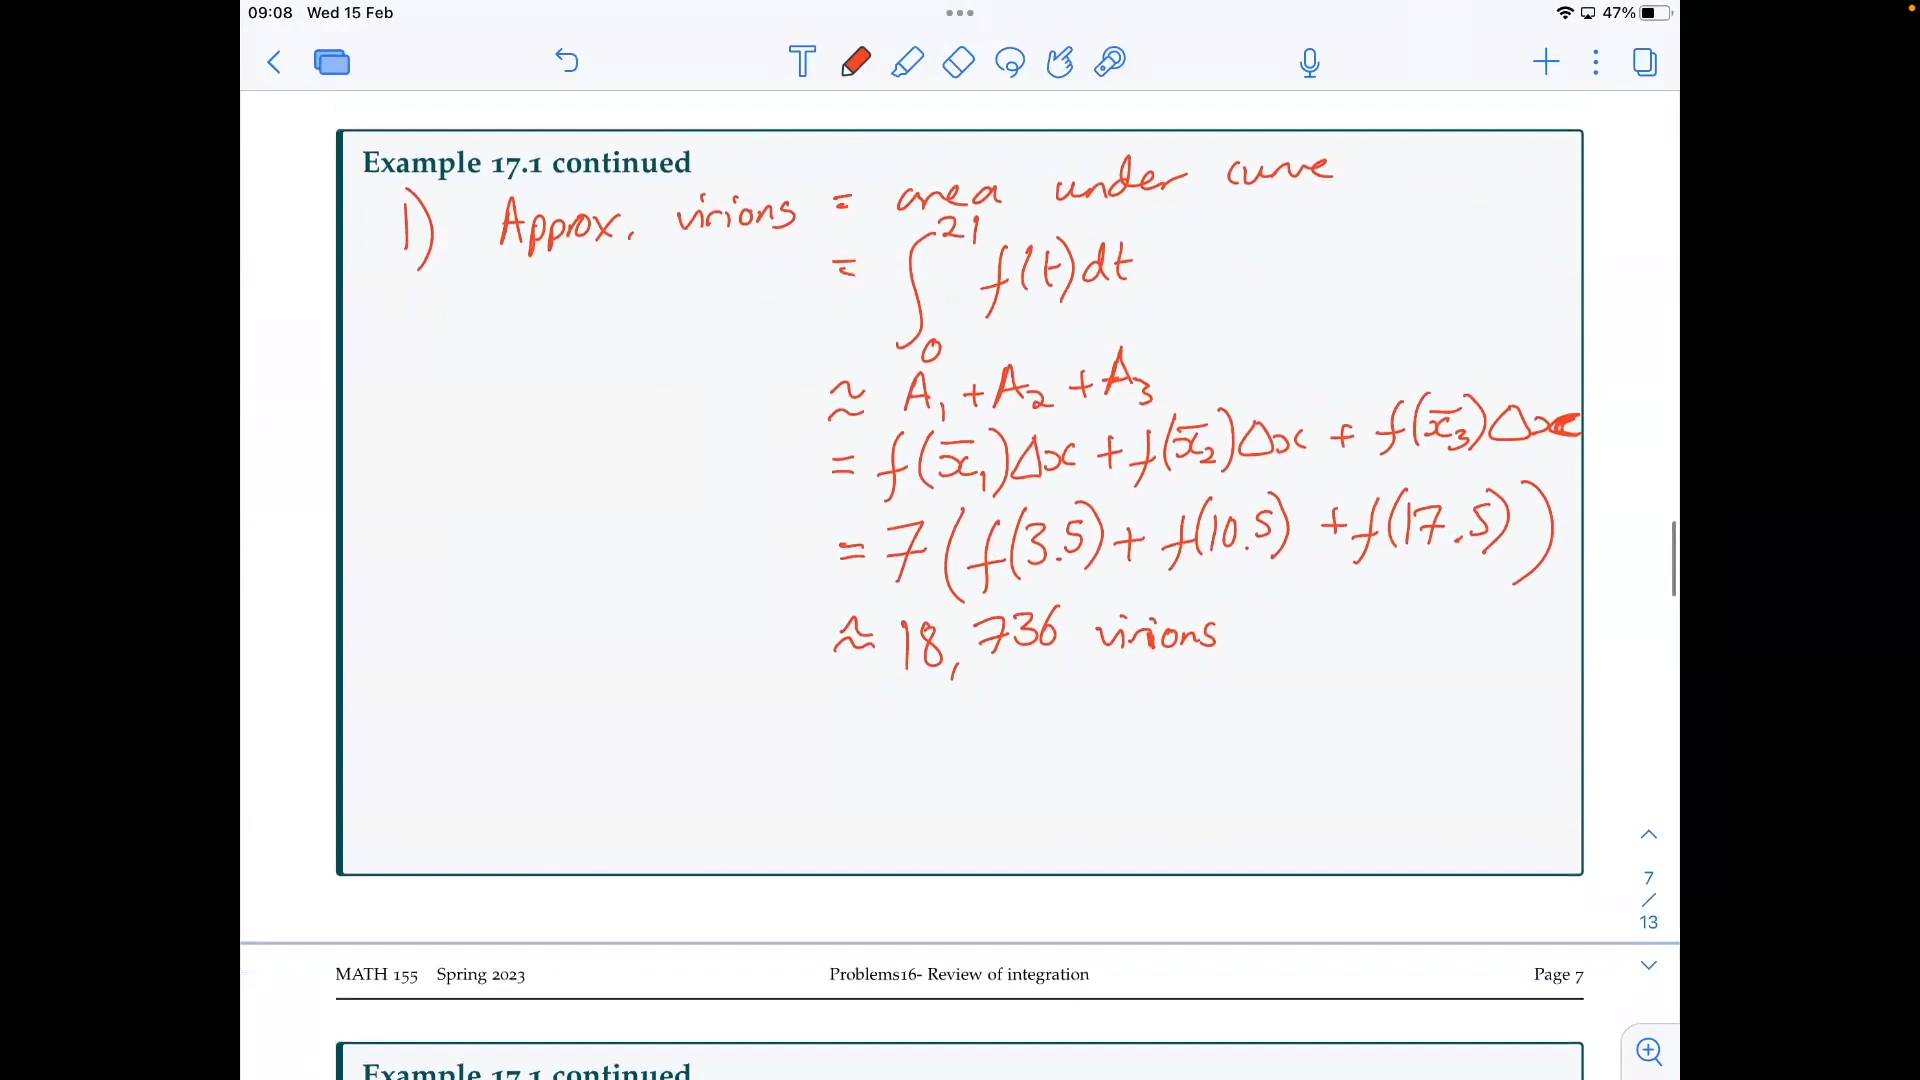 09:08 Wed 15 Feb
47%
T
Example 17.1 continued
1) Approx. virions = area under curve
= ∫₀²¹ f(t)dt
≈ A₁ + A₂ + A₃
= f(x̄₁)Δx + f(x̄₂)Δx + f(x̄₃)Δx
= 7(f(3.5) + f(10.5) + f(17.5))
≈ 18,736 virions
7
/
13
MATH 155 Spring 2023 Problems16- Review of integration Page 7
Example 17.1 continued